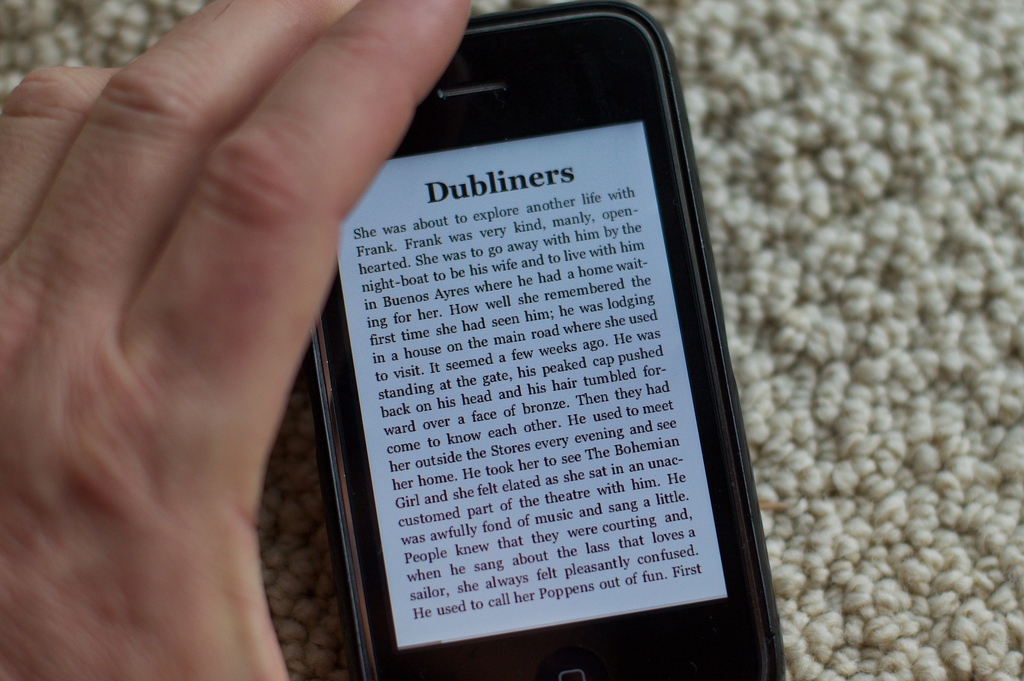 Dubliners
She was about to explore another life with
Frank. Frank was very kind, manly, open-
hearted. She was to go away with him by the
night-boat to be his wife and to live with him
in Buenos Ayres where he had a home wait-
ing for her. How well she remembered the
first time she had seen him; he was lodging
in a house on the main road where she used
to visit. It seemed a few weeks ago. He was
standing at the gate, his peaked cap pushed
back on his head and his hair tumbled for-
ward over a face of bronze. Then they had
come to know each other. He used to meet
her outside the Stores every evening and see
her home. He took her to see The Bohemian
Girl and she felt elated as she sat in an unac-
customed part of the theatre with him. He
was awfully fond of music and sang a little.
People knew that they were courting and,
when he sang about the lass that loves a
sailor, she always felt pleasantly confused.
He used to call her Poppens out of fun. First